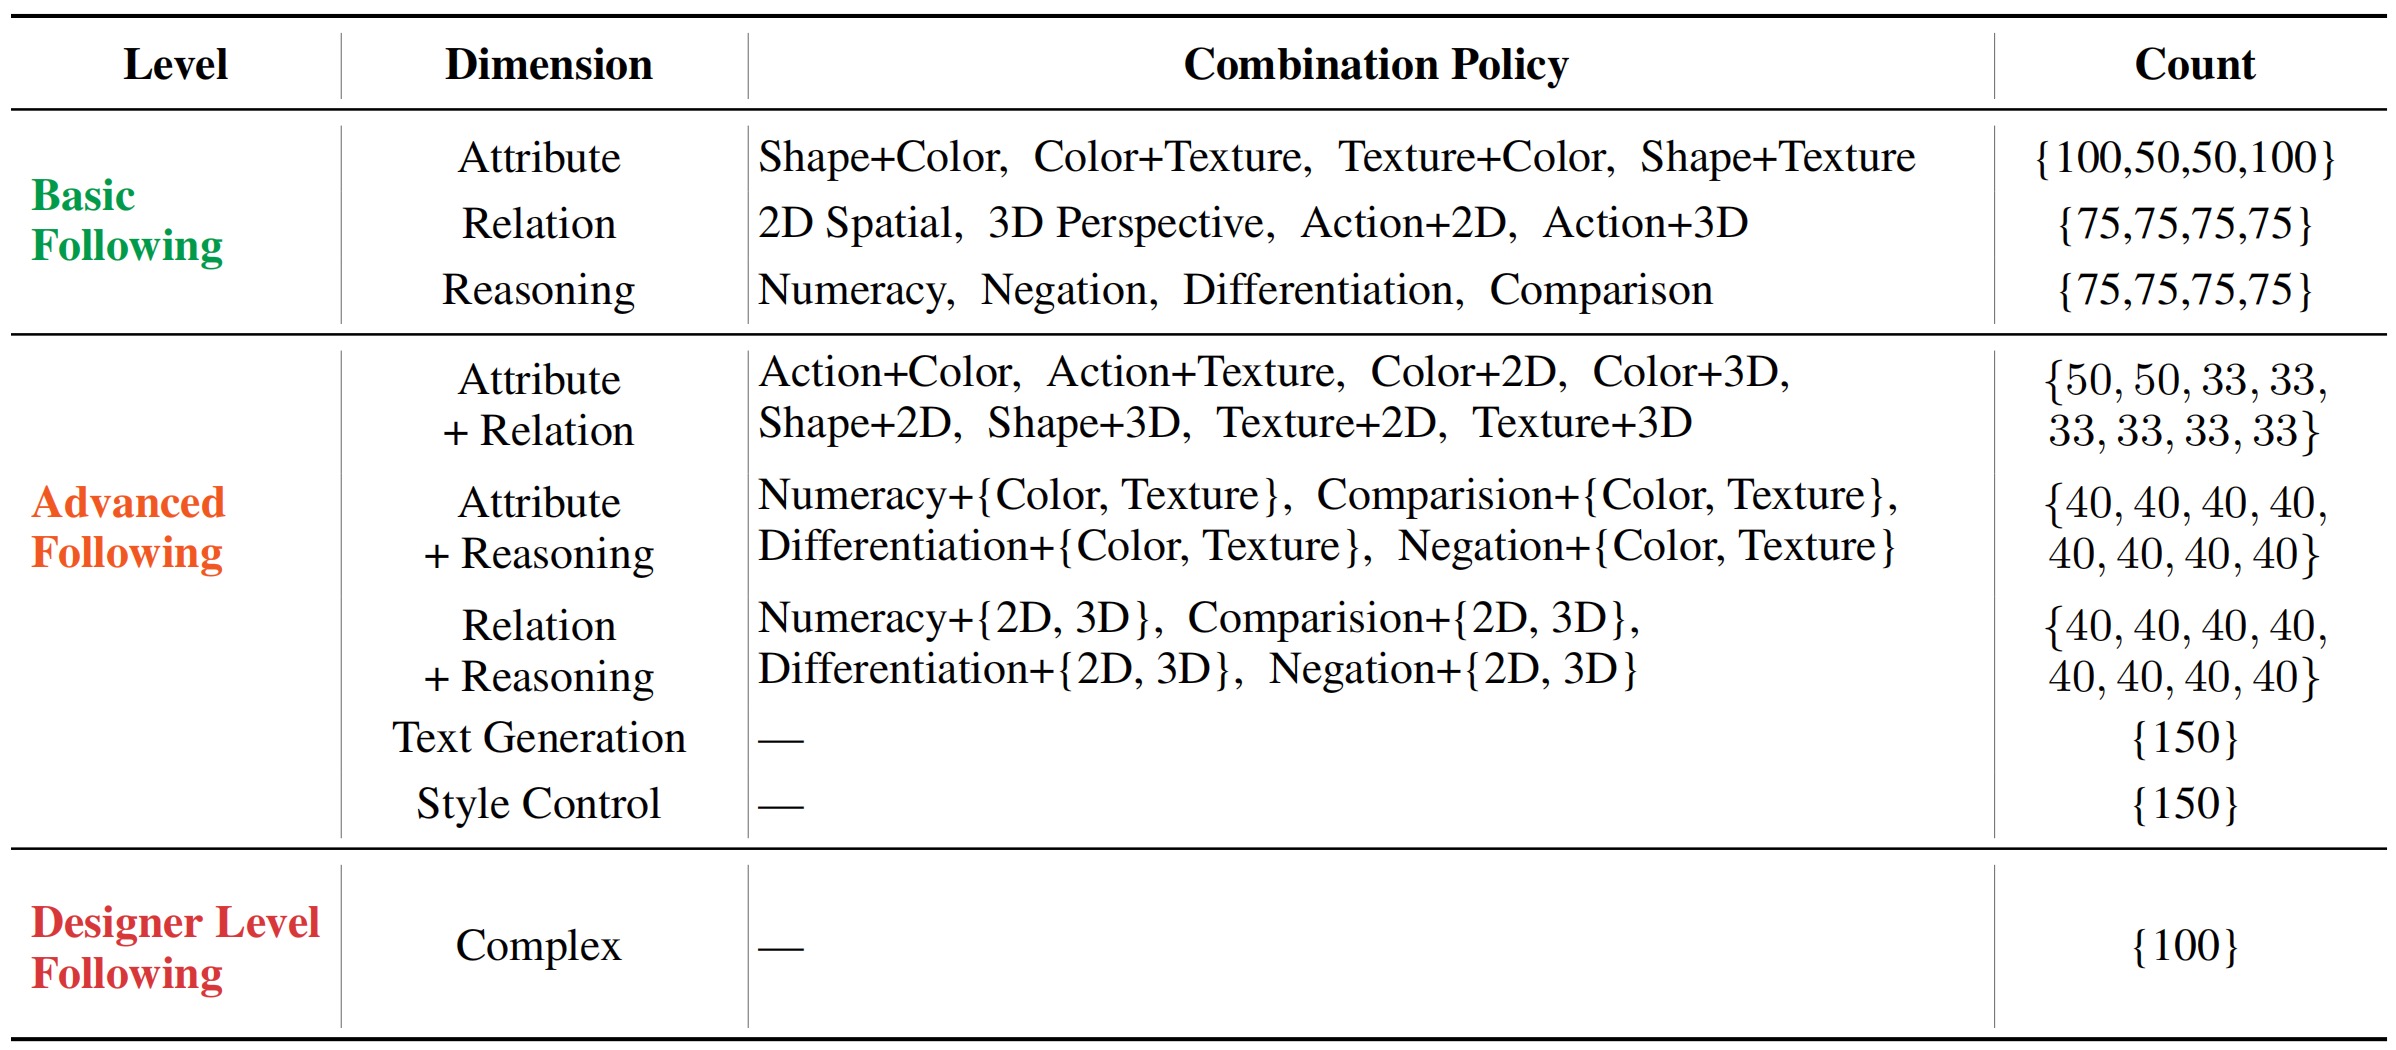 Level Dimension Combination Policy Count
Basic
Following
Attribute Shape+Color, Color+Texture, Texture+Color, Shape+Texture {100,50,50,100}
Relation 2D Spatial, 3D Perspective, Action+2D, Action+3D {75,75,75,75}
Reasoning Numeracy, Negation, Differentiation, Comparison {75,75,75,75}
Advanced
Following
Attribute Action+Color, Action+Texture, Color+2D, Color+3D, {50, 50, 33, 33,
+ Relation Shape+2D, Shape+3D, Texture+2D, Texture+3D 33, 33, 33, 33}
Attribute Numeracy+{Color, Texture}, Comparision+{Color, Texture}, {40, 40, 40, 40,
+ Reasoning Differentiation+{Color, Texture}, Negation+{Color, Texture} 40, 40, 40, 40}
Relation Numeracy+{2D, 3D}, Comparision+{2D, 3D}, {40, 40, 40, 40,
+ Reasoning Differentiation+{2D, 3D}, Negation+{2D, 3D} 40, 40, 40, 40}
Text Generation — {150}
Style Control — {150}
Designer Level
Following
Complex — {100}